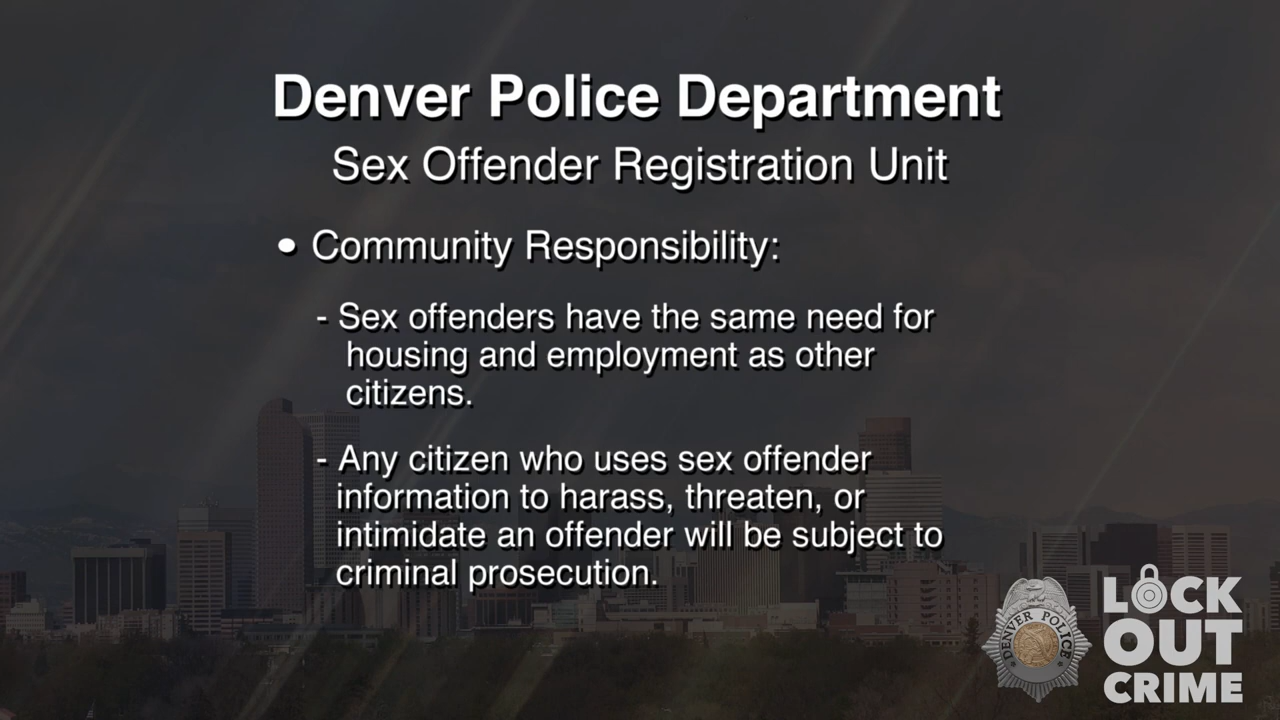 Denver Police Department
Sex Offender Registration Unit
• Community Responsibility:
- Sex offenders have the same need for
housing and employment as other
citizens.
- Any citizen who uses sex offender
information to harass, threaten, or
intimidate an offender will be subject to
criminal prosecution.
DENVER POLICE
LOCK
OUT
CRIME